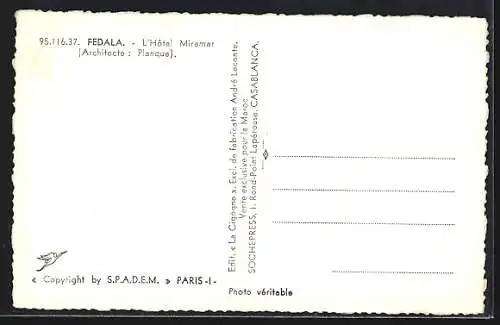 95.116.37. FEDALA. - L'Hôtel Miramar
(Architecte : Planque).
Edit. « La Cigogne ». Excl. de fabrication André Leconte.
Vente exclusive pour le Maroc
SOCHEPRESS, 1, Rond-Point Lapérouse, CASABLANCA.
« Copyright by S.P.A.D.E.M. » PARIS -I-
Photo véritable